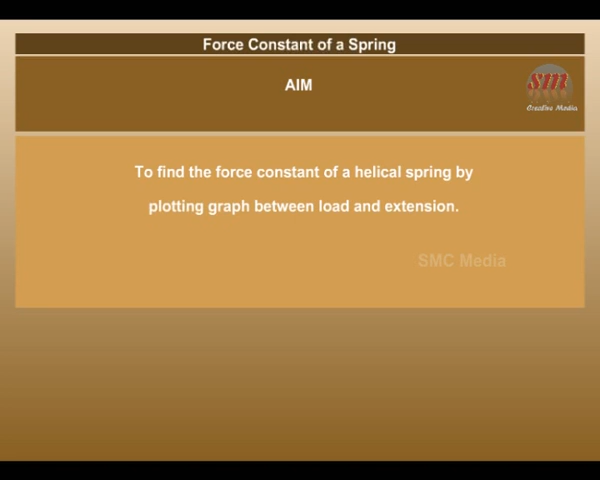 Force Constant of a Spring
AIM
sm
Creative Media
To find the force constant of a helical spring by
plotting graph between load and extension.
SMC Media